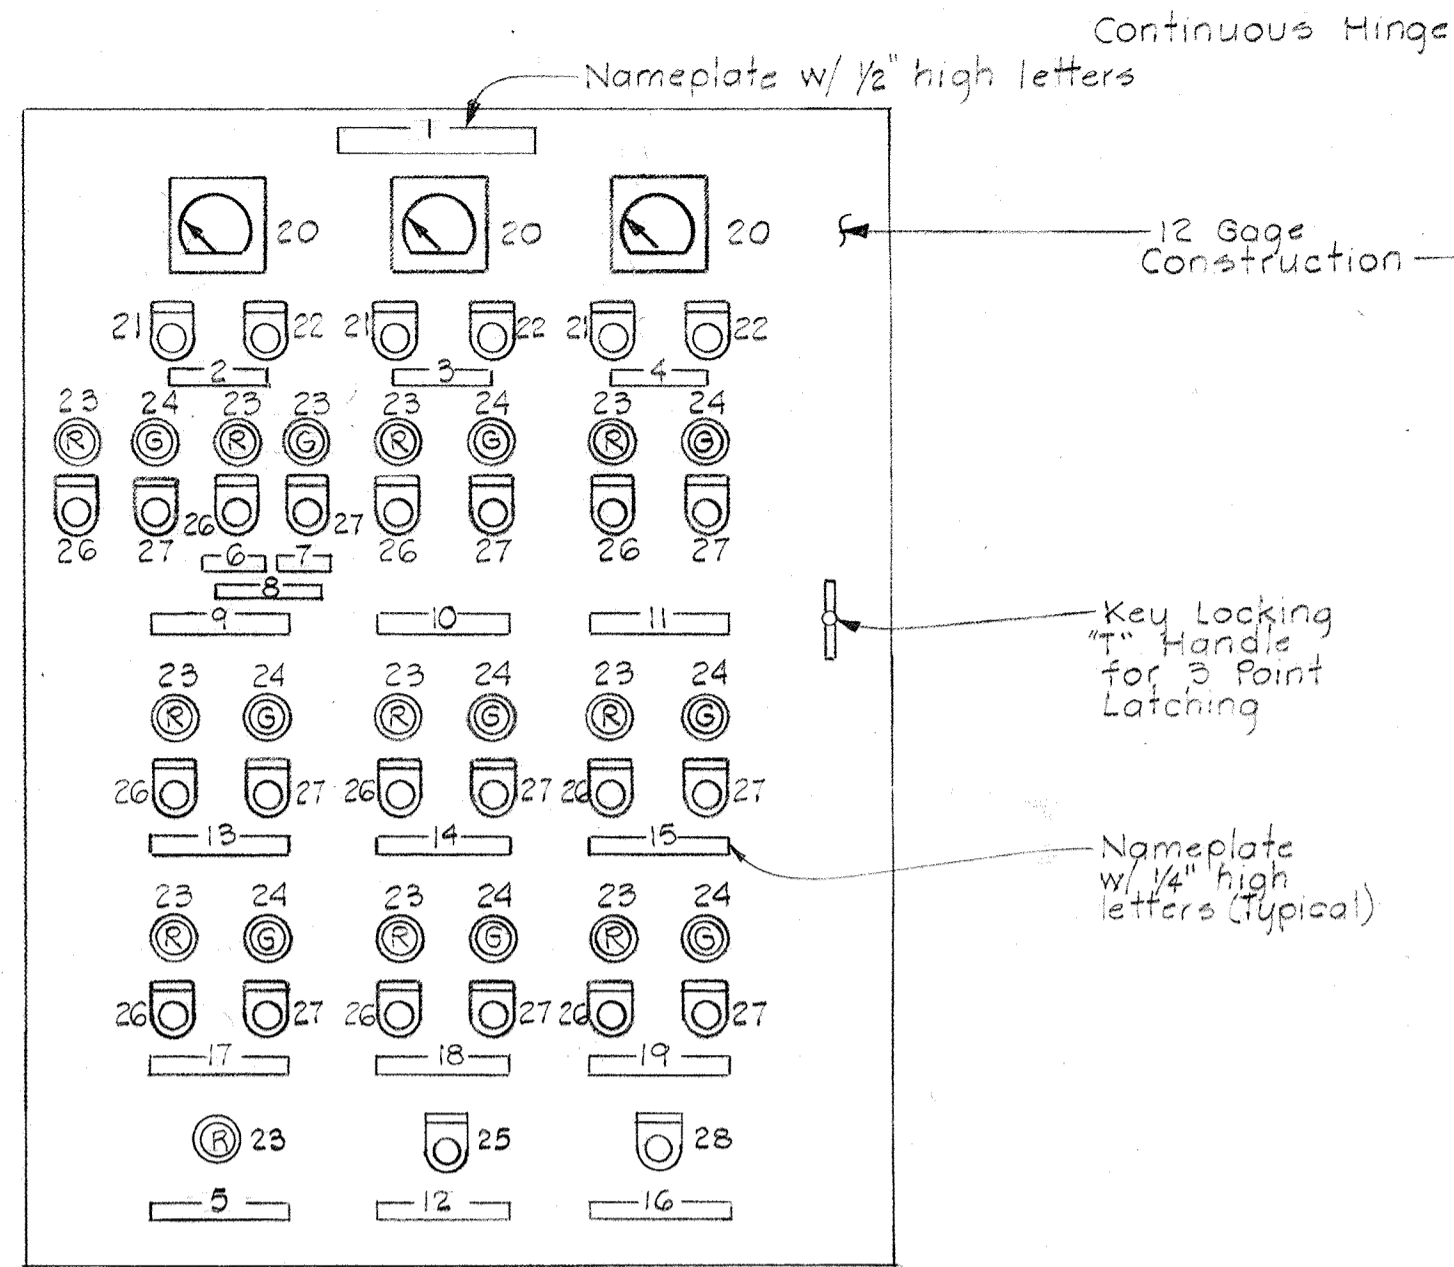 Continuous Hinge
Nameplate w/ 1/2" high letters
1
20 20 20
12 Gage
Construction
21 22 21 22 21 22
2 3 4
23 24 23 23 23 24 23 24
R G R G R G R G
26 27
26 27 26 27 26 27
6 7
8
9 10 11
Key Locking
"T" Handle
for 3 Point
Latching
23 24 23 24 23 24
R G R G R G
26 27 26 27 26 27
13 14 15
Nameplate
w/ 1/4" high
letters (Typical)
23 24 23 24 23 24
R G R G R G
26 27 26 27 26 27
17 18 19
R 23 25 28
5 12 16